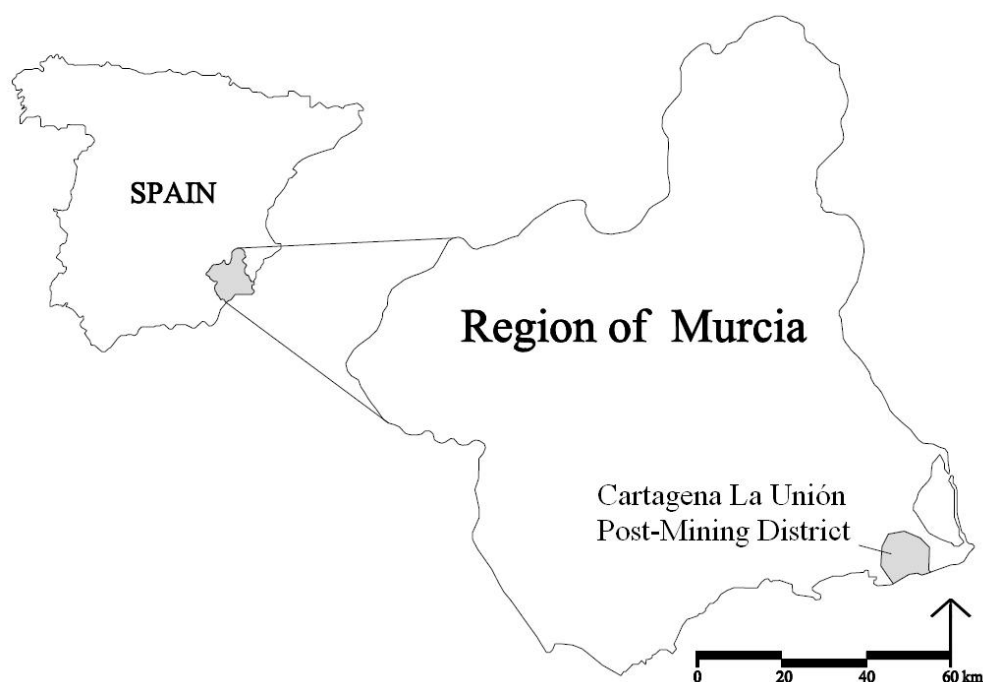 SPAIN
Region of Murcia
Cartagena La Unión
Post-Mining District
0 20 40 60 km